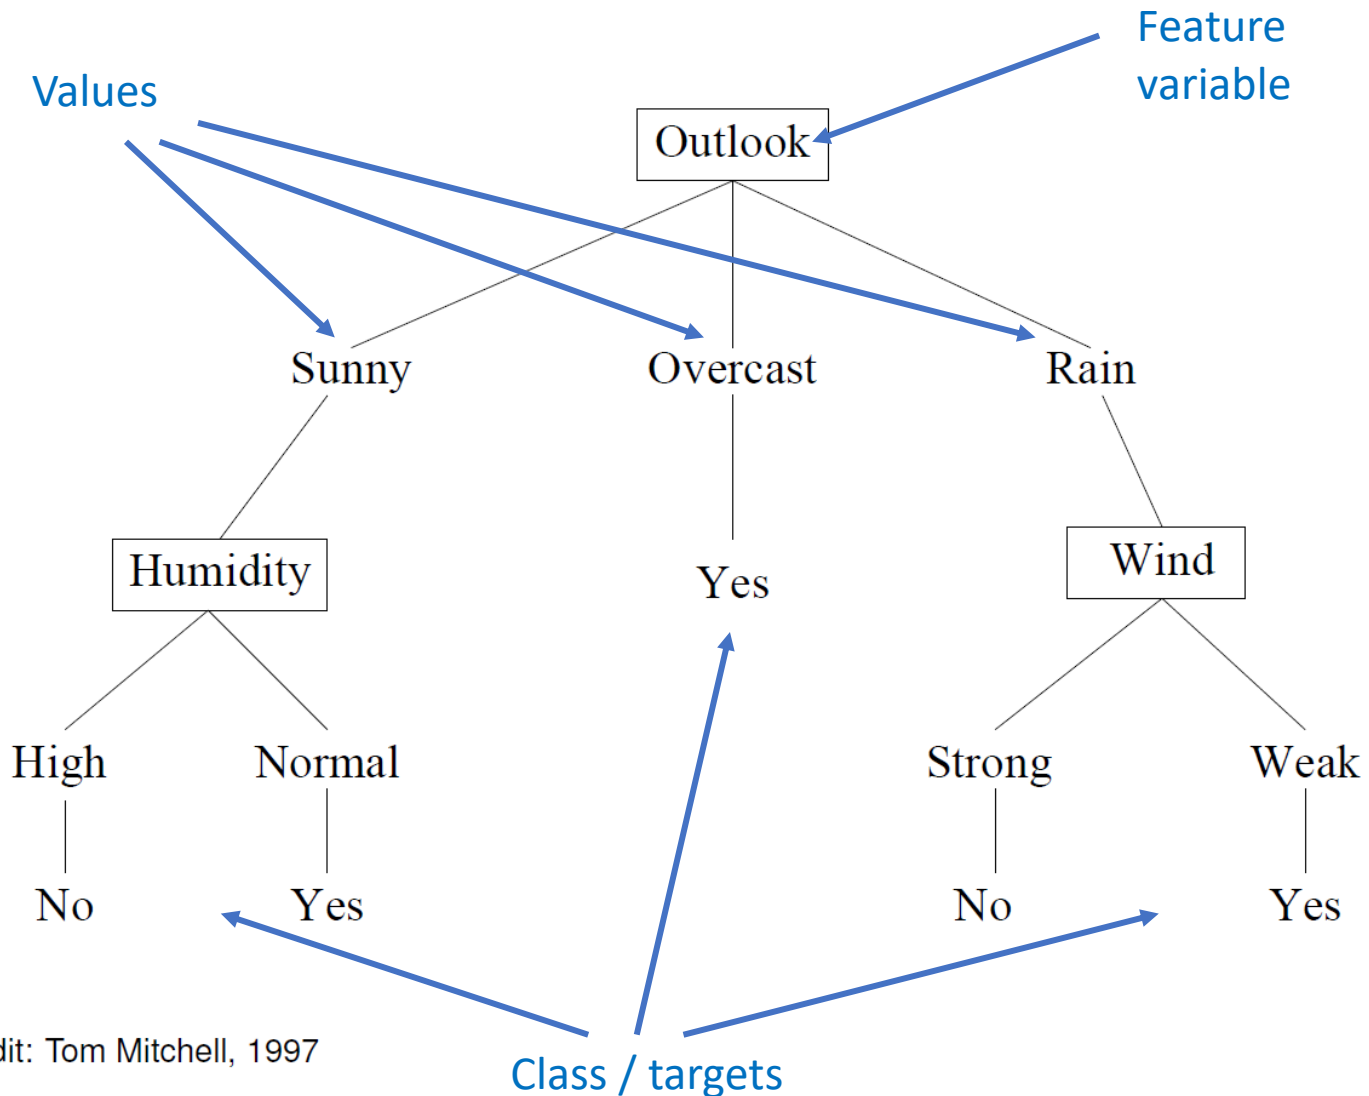 Feature
variable
Values
Outlook
Sunny
Overcast
Rain
Humidity
Yes
Wind
High
Normal
Strong
Weak
No
Yes
No
Yes
dit: Tom Mitchell, 1997
Class / targets